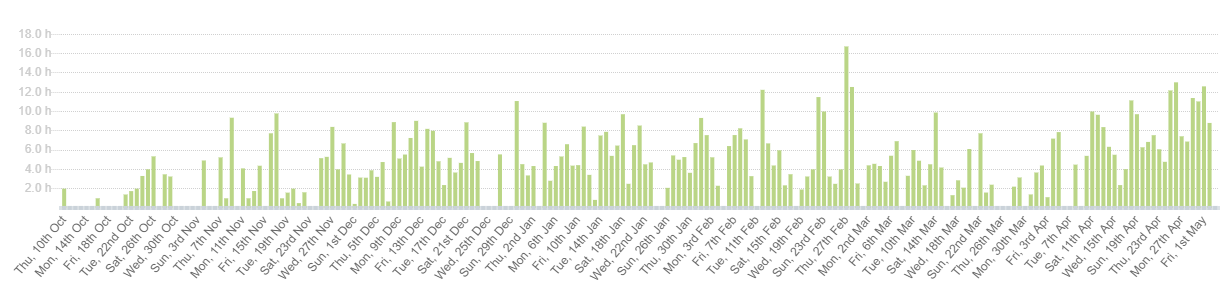 18.0 h
16.0 h
14.0 h
12.0 h
10.0 h
8.0 h
6.0 h
4.0 h
2.0 h
Thu, 10th Oct
Mon, 14th Oct
Fri, 18th Oct
Tue, 22nd Oct
Sat, 26th Oct
Wed, 30th Oct
Sun, 3rd Nov
Thu, 7th Nov
Mon, 11th Nov
Fri, 15th Nov
Tue, 19th Nov
Sat, 23rd Nov
Wed, 27th Nov
Sun, 1st Dec
Thu, 5th Dec
Mon, 9th Dec
Fri, 13th Dec
Tue, 17th Dec
Sat, 21st Dec
Wed, 25th Dec
Sun, 29th Dec
Thu, 2nd Jan
Mon, 6th Jan
Fri, 10th Jan
Tue, 14th Jan
Sat, 18th Jan
Wed, 22nd Jan
Sun, 26th Jan
Thu, 30th Jan
Mon, 3rd Feb
Fri, 7th Feb
Tue, 11th Feb
Sat, 15th Feb
Wed, 19th Feb
Sun, 23rd Feb
Thu, 27th Feb
Mon, 2nd Mar
Fri, 6th Mar
Tue, 10th Mar
Sat, 14th Mar
Wed, 18th Mar
Sun, 22nd Mar
Thu, 26th Mar
Mon, 30th Mar
Fri, 3rd Apr
Tue, 7th Apr
Sat, 11th Apr
Wed, 15th Apr
Sun, 19th Apr
Thu, 23rd Apr
Mon, 27th Apr
Fri, 1st May